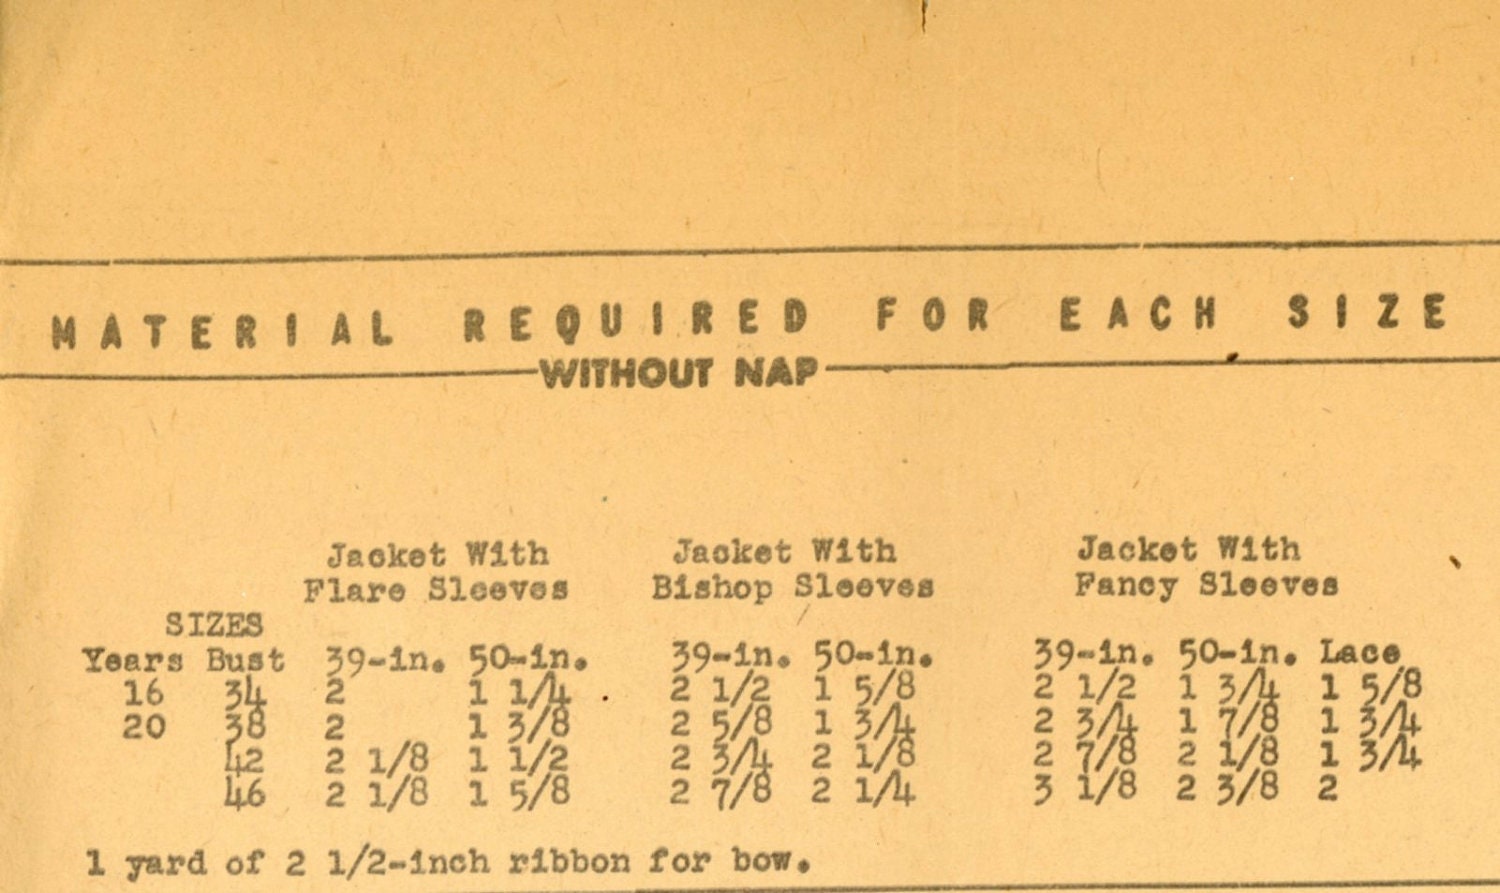 MATERIAL REQUIRED FOR EACH SIZE
WITHOUT NAP
Jacket With Jacket With Jacket With
Flare Sleeves Bishop Sleeves Fancy Sleeves
SIZES
Years Bust 39-in. 50-in. 39-in. 50-in. 39-in. 50-in. Lace
16 34 2 1 1/4 2 1/2 1 5/8 2 1/2 1 3/4 1 5/8
20 38 2 1 3/8 2 5/8 1 3/4 2 3/4 1 7/8 1 3/4
42 2 1/8 1 1/2 2 3/4 2 1/8 2 7/8 2 1/8 1 3/4
46 2 1/8 1 5/8 2 7/8 2 1/4 3 1/8 2 3/8 2
1 yard of 2 1/2-inch ribbon for bow.